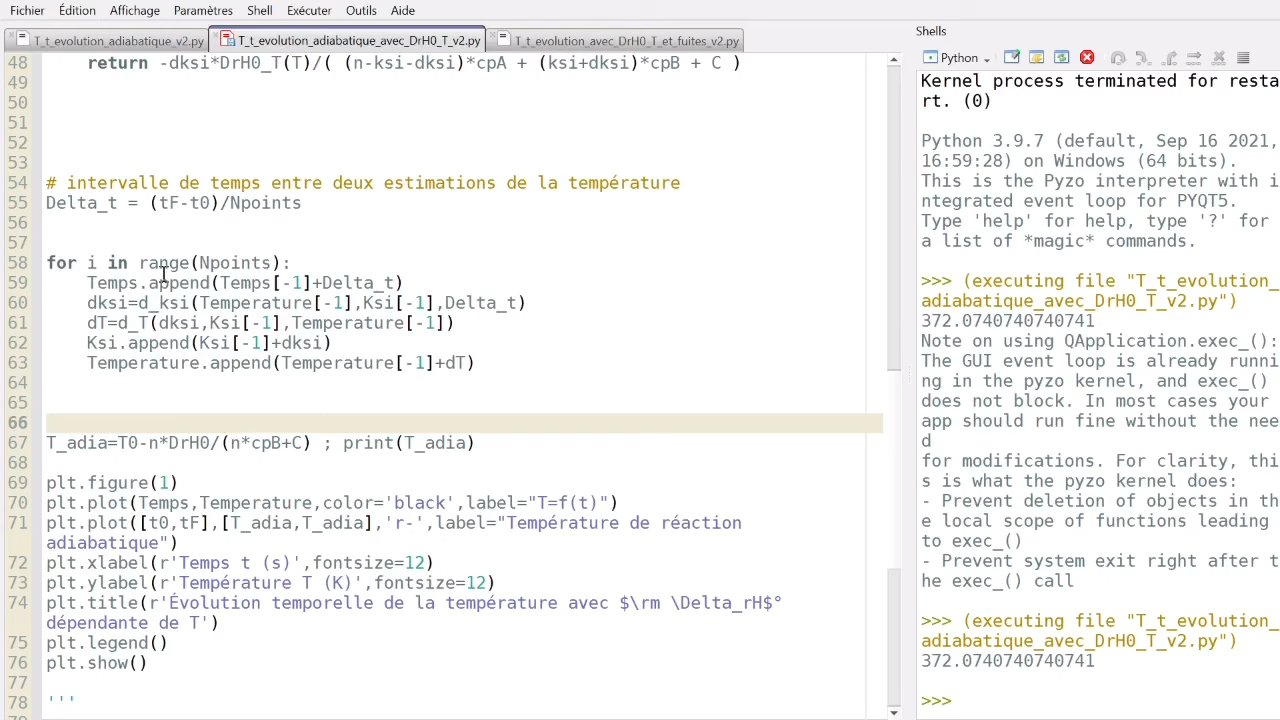 Fichier Édition Affichage Paramètres Shell Exécuter Outils Aide
T_t_evolution_adiabatique_v2.py T_t_evolution_adiabatique_avec_DrH0_T_v2.py T_t_evolution_avec_DrH0_T_et_fuites_v2.py
48 return -dksi*DrH0_T(T)/( (n-ksi-dksi)*cpA + (ksi+dksi)*cpB + C )
49
50
51
52
53
54 # intervalle de temps entre deux estimations de la température
55 Delta_t = (tF-t0)/Npoints
56
57
58 for i in range(Npoints):
59 Temps.append(Temps[-1]+Delta_t)
60 dksi=d_ksi(Temperature[-1],Ksi[-1],Delta_t)
61 dT=d_T(dksi,Ksi[-1],Temperature[-1])
62 Ksi.append(Ksi[-1]+dksi)
63 Temperature.append(Temperature[-1]+dT)
64
65
66
67 T_adia=T0-n*DrH0/(n*cpB+C) ; print(T_adia)
68
69 plt.figure(1)
70 plt.plot(Temps,Temperature,color='black',label="T=f(t)")
71 plt.plot([t0,tF],[T_adia,T_adia],'r-',label="Température de réaction
adiabatique")
72 plt.xlabel(r'Temps t (s)',fontsize=12)
73 plt.ylabel(r'Température T (K)',fontsize=12)
74 plt.title(r'Évolution temporelle de la température avec $\rm \Delta_rH$°
dépendante de T')
75 plt.legend()
76 plt.show()
77
78 '''
Shells
Python
Kernel process terminated for resta
rt. (0)
Python 3.9.7 (default, Sep 16 2021,
16:59:28) on Windows (64 bits).
This is the Pyzo interpreter with i
ntegrated event loop for PYQT5.
Type 'help' for help, type '?' for
a list of *magic* commands.
>>> (executing file "T_t_evolution_
adiabatique_avec_DrH0_T_v2.py")
372.0740740740741
Note on using QApplication.exec_():
The GUI event loop is already runni
ng in the pyzo kernel, and exec_()
does not block. In most cases your
app should run fine without the nee
d
for modifications. For clarity, thi
s is what the pyzo kernel does:
- Prevent deletion of objects in th
e local scope of functions leading
to exec_()
- Prevent system exit right after t
he exec_() call
>>> (executing file "T_t_evolution_
adiabatique_avec_DrH0_T_v2.py")
372.0740740740741
>>>